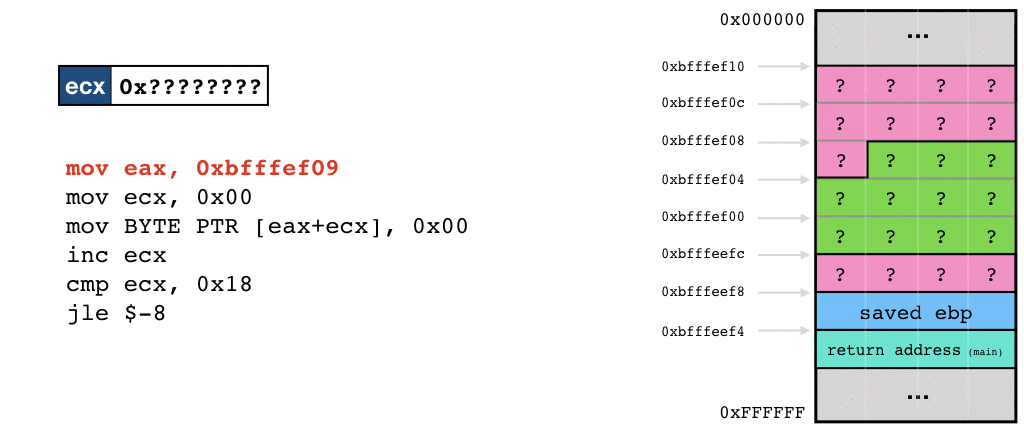 ecx 0x????????
mov eax, 0xbfffef09
mov ecx, 0x00
mov BYTE PTR [eax+ecx], 0x00
inc ecx
cmp ecx, 0x18
jle $-8
0x000000
...
0xbfffef10
? ? ? ?
0xbfffef0c
? ? ? ?
0xbfffef08
? ? ? ?
0xbfffef04
? ? ? ?
0xbfffef00
? ? ? ?
0xbfffeefc
? ? ? ?
0xbfffeef8
saved ebp
0xbfffeef4
return address (main)
...
0xFFFFFF